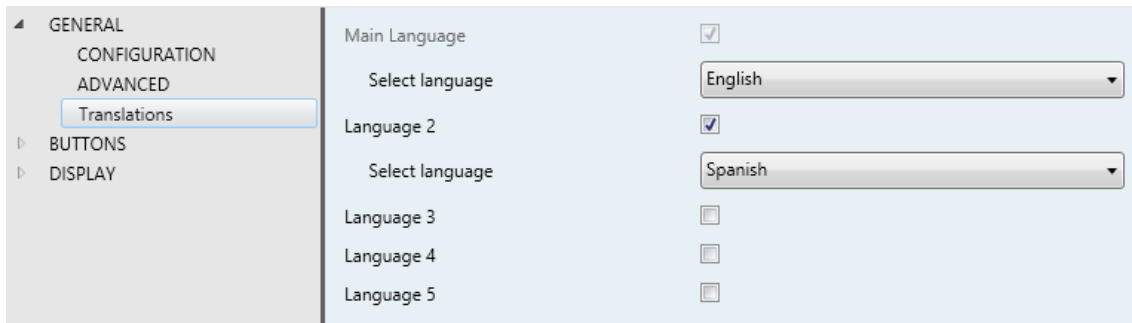 GENERAL
CONFIGURATION
ADVANCED
Translations
BUTTONS
DISPLAY
Main Language
Select language English
Language 2
Select language Spanish
Language 3
Language 4
Language 5